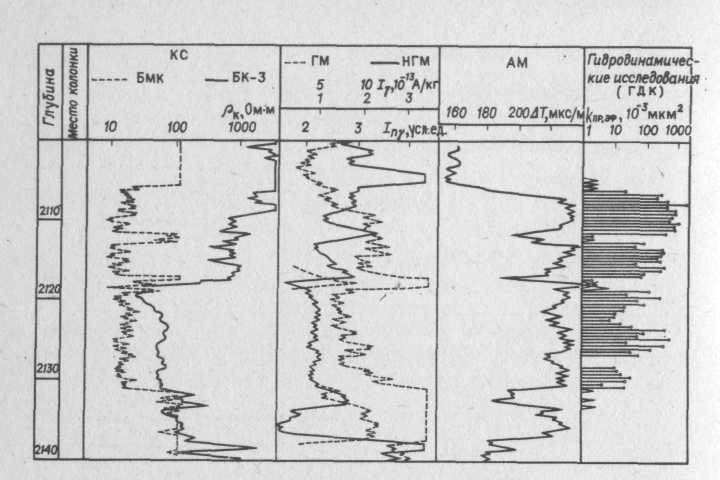 Глубина
Место колонки
КС
БМК
БК-3
ρк, Ом·м
10 100 1000
ГМ
НГМ
5 10 Iγ, 10⁻¹³ А/кг
1 2 3
2 3 Inγ, усл.ед.
АМ
160 180 200 ΔT, мкс/м
Гидродинамичес-
кие исследования
(ГДК)
kпр.эф, 10⁻³ мкм²
1 10 100 1000
2110
2120
2130
2140